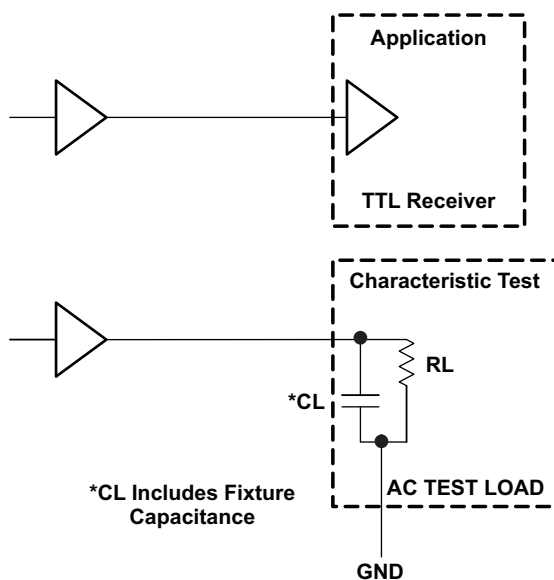 Application
TTL Receiver
Characteristic Test
RL
*CL
*CL Includes Fixture
Capacitance
AC TEST LOAD
GND